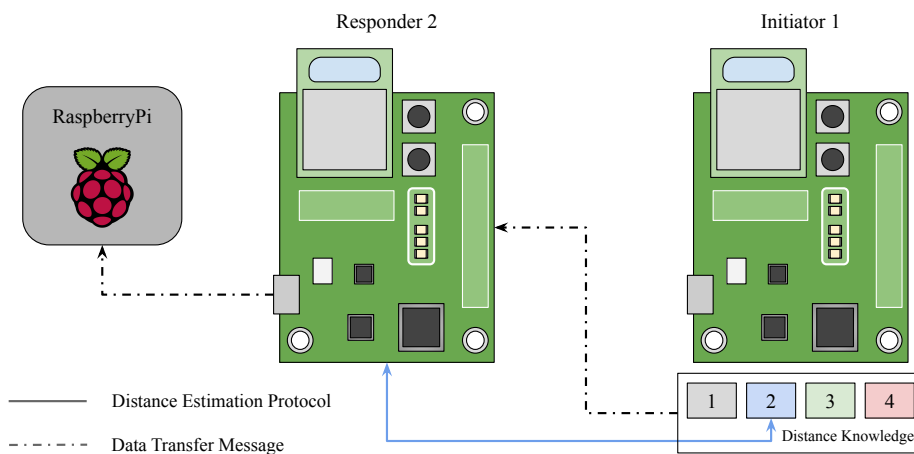 Responder 2
Initiator 1
RaspberryPi
1 2 3 4
Distance Knowledge
Distance Estimation Protocol
Data Transfer Message